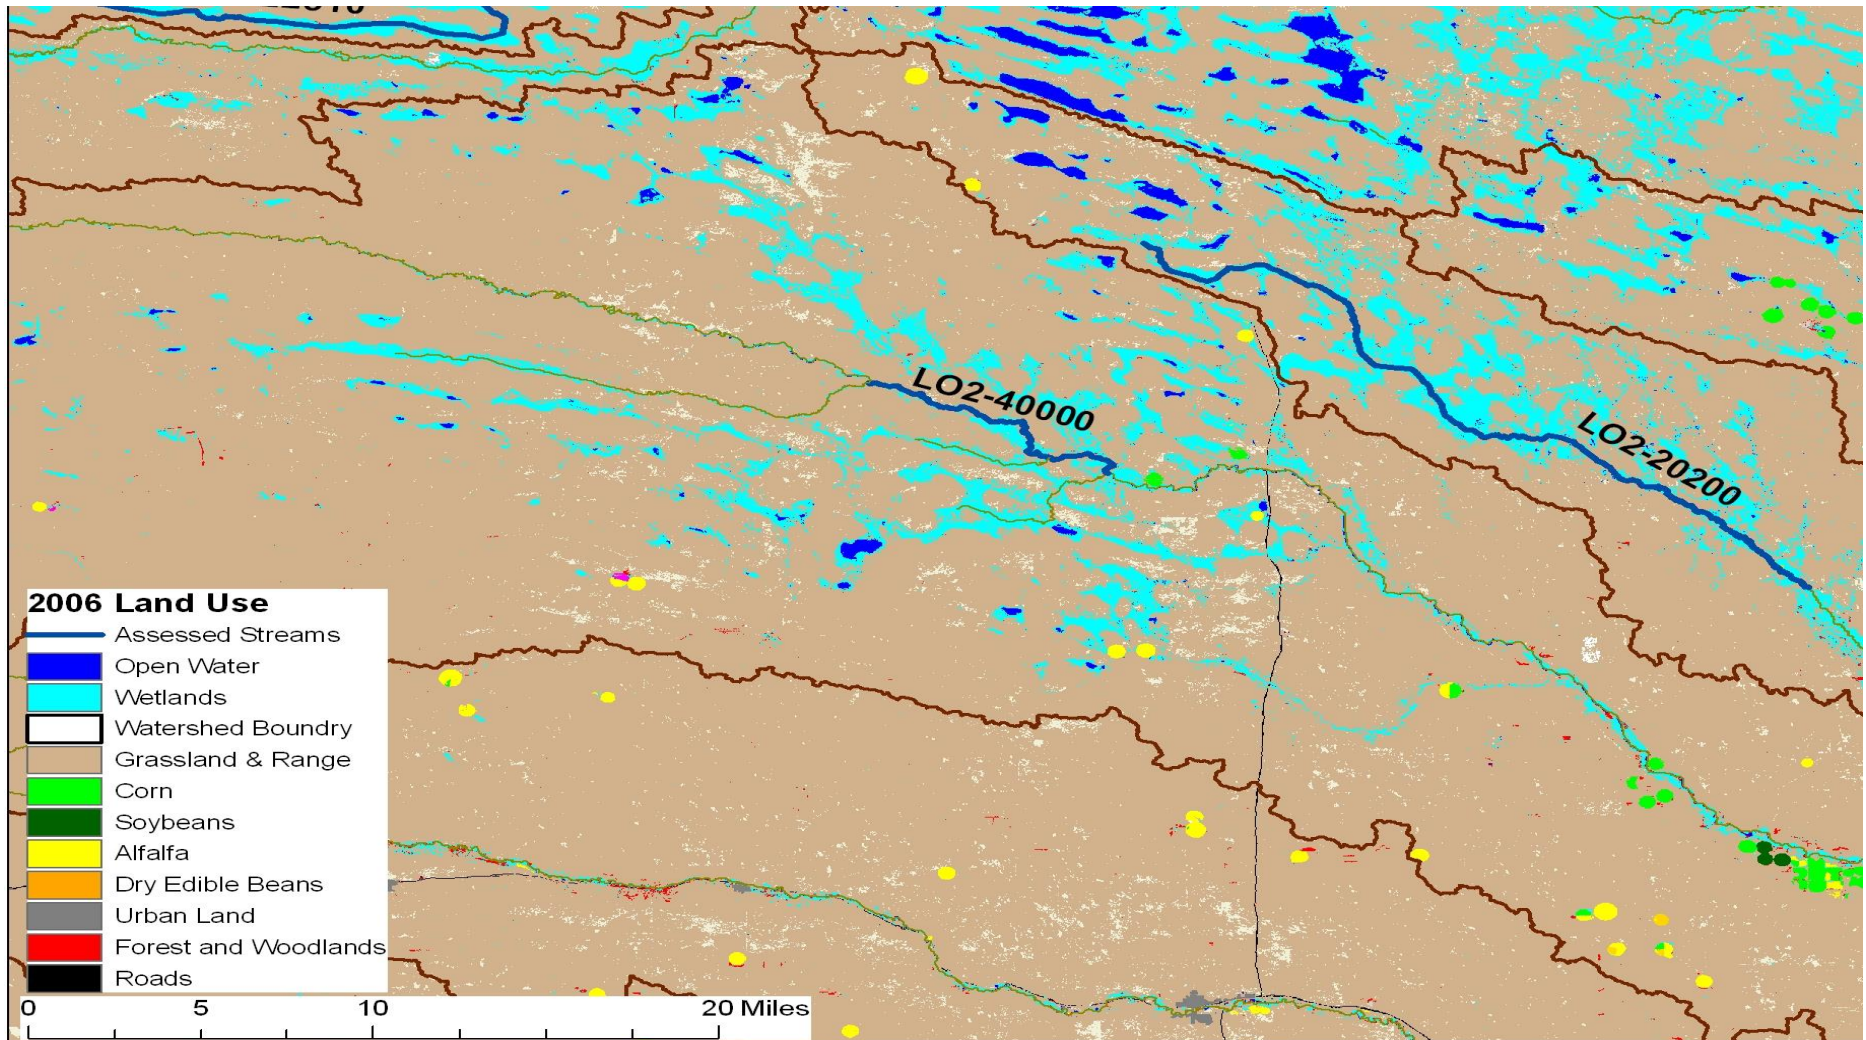 LO2-40000
LO2-20200
2006 Land Use
Assessed Streams
Open Water
Wetlands
Watershed Boundry
Grassland & Range
Corn
Soybeans
Alfalfa
Dry Edible Beans
Urban Land
Forest and Woodlands
Roads
0 5 10 20 Miles